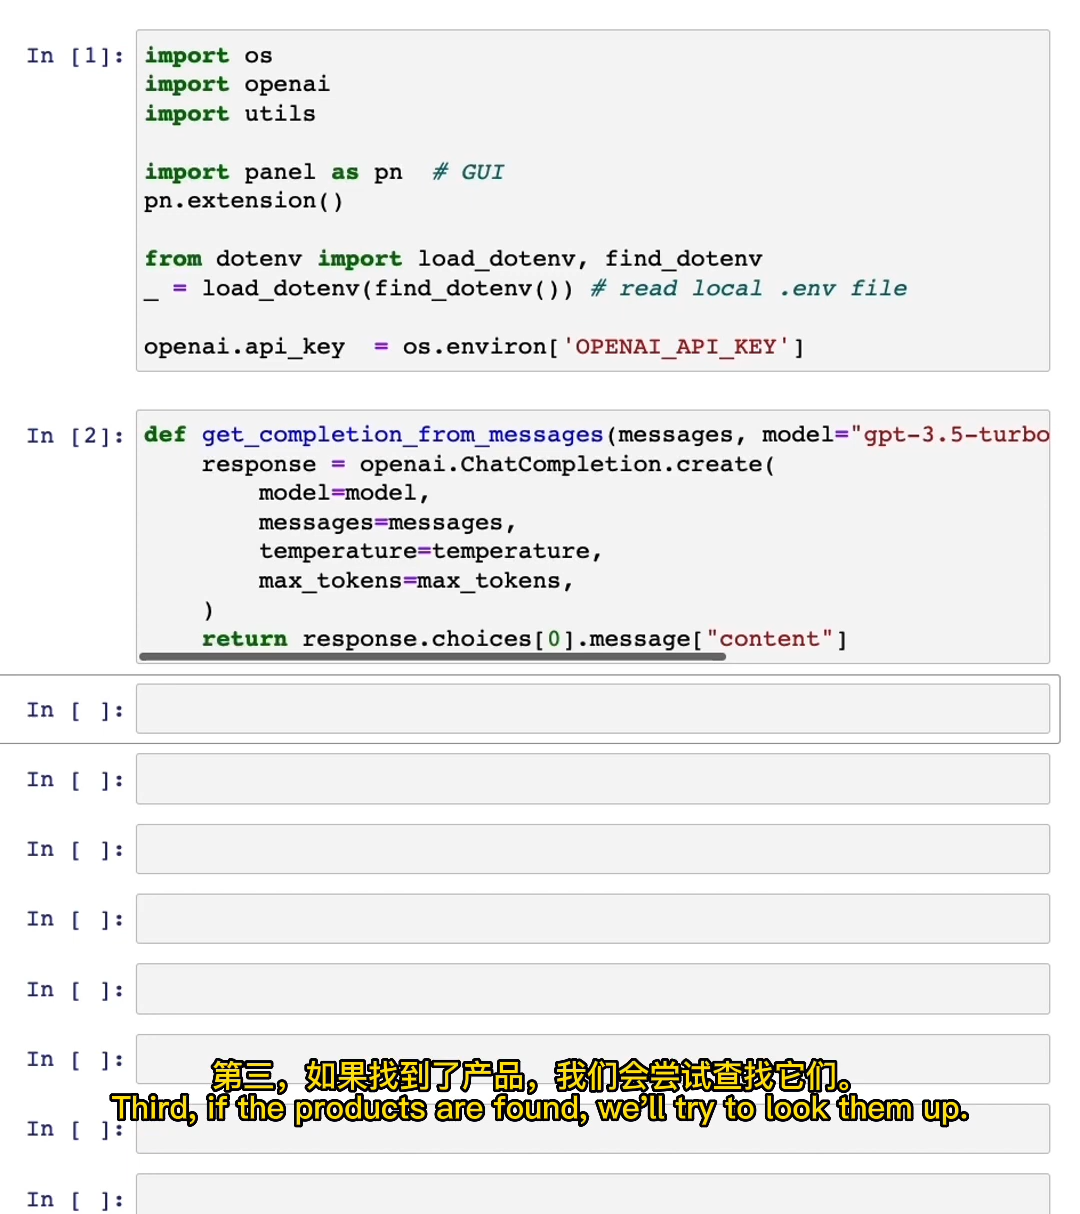 In [1]:
import os
import openai
import utils
import panel as pn  # GUI
pn.extension()
from dotenv import load_dotenv, find_dotenv
_ = load_dotenv(find_dotenv()) # read local .env file
openai.api_key  = os.environ['OPENAI_API_KEY']
In [2]:
def get_completion_from_messages(messages, model="gpt-3.5-turbo
    response = openai.ChatCompletion.create(
        model=model,
        messages=messages,
        temperature=temperature,
        max_tokens=max_tokens,
    )
    return response.choices[0].message["content"]
In [ ]:
In [ ]:
In [ ]:
In [ ]:
In [ ]:
In [ ]:
第三，如果找到了产品，我们会尝试查找它们。
Third, if the products are found, we'll try to look them up.
In [ ]:
In [ ]: